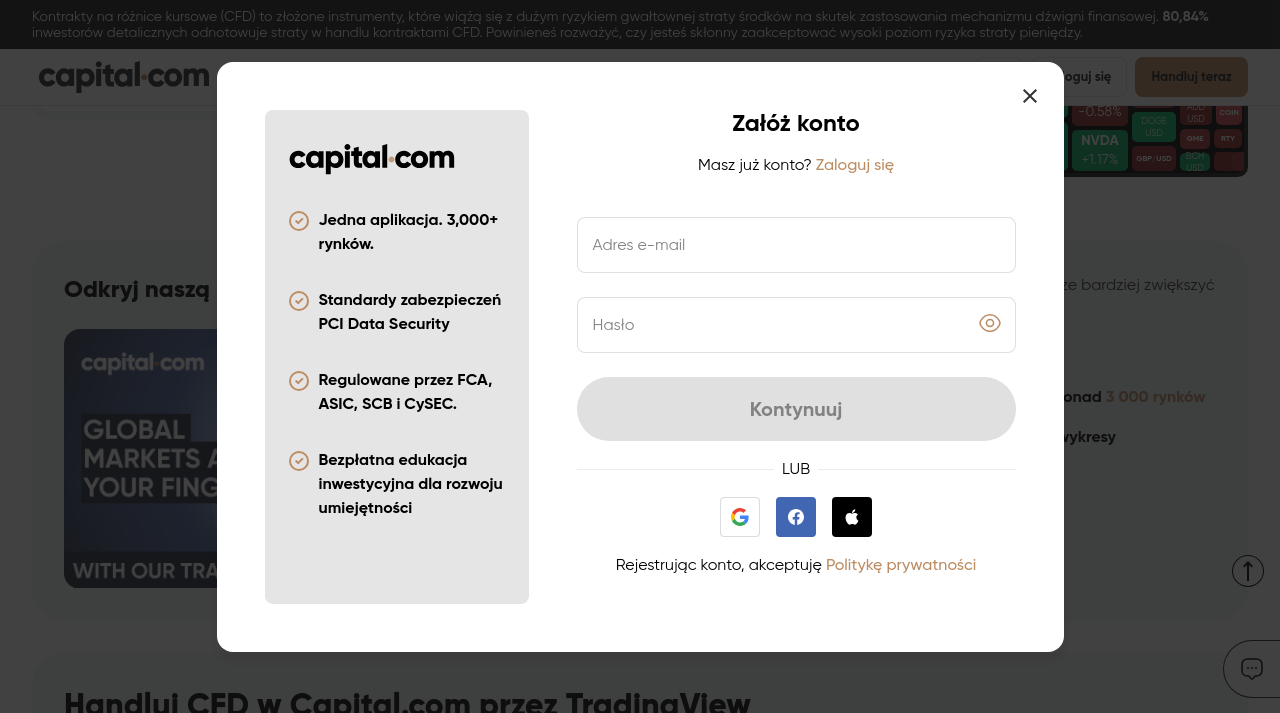 Kontrakty na różnice kursowe (CFD) to złożone instrumenty, które wiążą się z dużym ryzykiem gwałtownej straty środków na skutek zastosowania mechanizmu dźwigni finansowej. 80,84%
inwestorów detalicznych odnotowuje straty w handlu kontraktami CFD. Powinieneś rozważyć, czy jesteś skłonny zaakceptować wysoki poziom ryzyka straty pieniędzy.
capital.com
oguj się
Handluj teraz
Załóż konto
Masz już konto? Zaloguj się
capital.com
Jedna aplikacja. 3,000+
rynków.
Standardy zabezpieczeń
PCI Data Security
Regulowane przez FCA,
ASIC, SCB i CySEC.
Bezpłatna edukacja
inwestycyjna dla rozwoju
umiejętności
Adres e-mail
Hasło
Kontynuuj
LUB
Rejestrując konto, akceptuję Politykę prywatności
-0.58%
NVDA
+1.17%
DOGE
USD
GBP/USD
AUD
USD
GME
BCH
USD
COIN
RTY
Odkryj naszą
capital.com
GLOBAL
MARKETS A
YOUR FING
WITH OUR TRA
ze bardziej zwiększyć
onad 3 000 rynków
wykresy
Handluj CFD w Capital.com przez TradingView